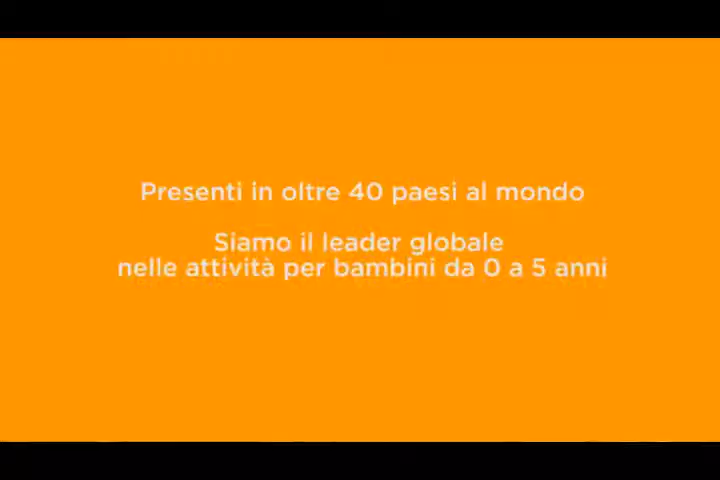 Presenti in oltre 40 paesi al mondo
Siamo il leader globale
nelle attività per bambini da 0 a 5 anni